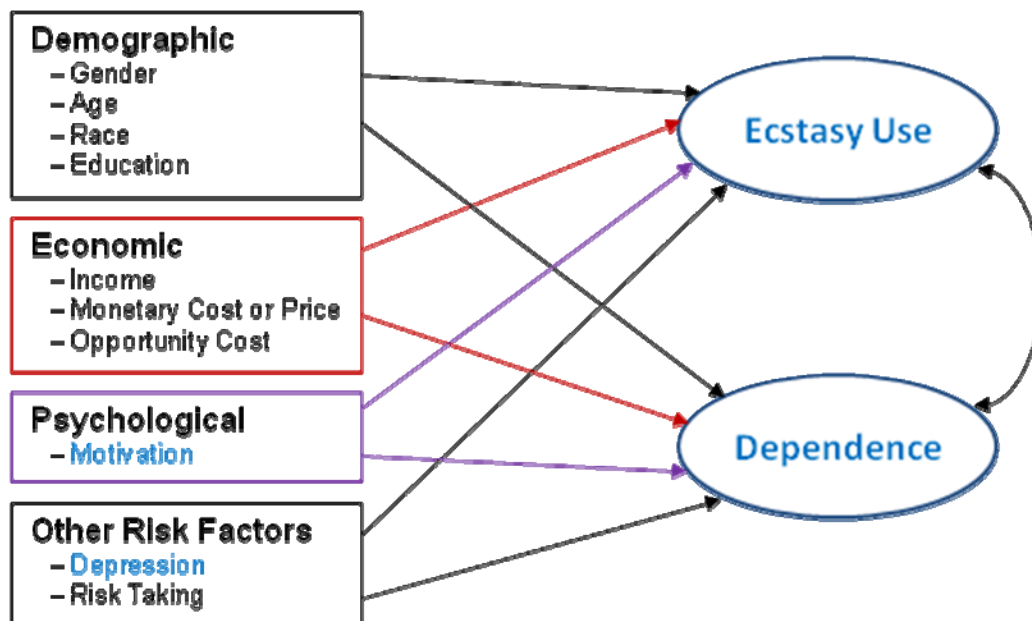 Demographic
– Gender
– Age
– Race
– Education
Economic
– Income
– Monetary Cost or Price
– Opportunity Cost
Psychological
– Motivation
Other Risk Factors
– Depression
– Risk Taking
Ecstasy Use
Dependence